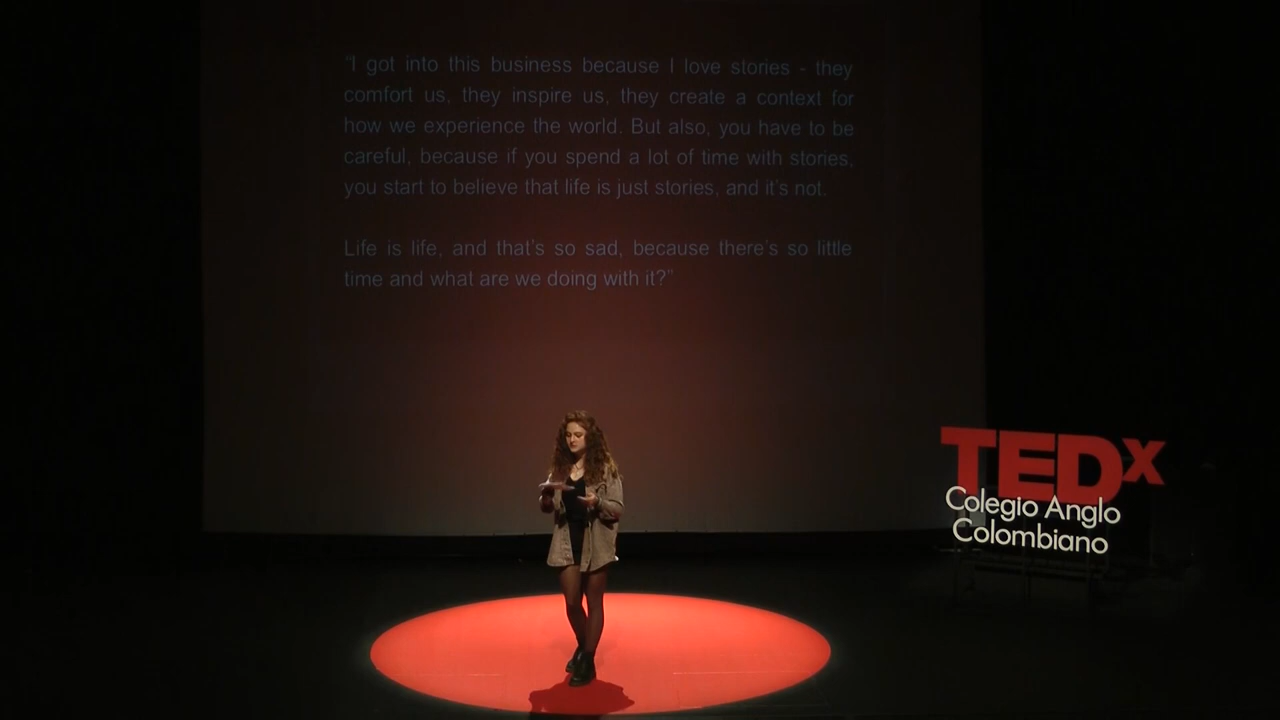 "I got into this business because I love stories - they
comfort us, they inspire us, they create a context for
how we experience the world. But also, you have to be
careful, because if you spend a lot of time with stories,
you start to believe that life is just stories, and it's not.
Life is life, and that's so sad, because there's so little
time and what are we doing with it?"
TEDx
Colegio Anglo
Colombiano